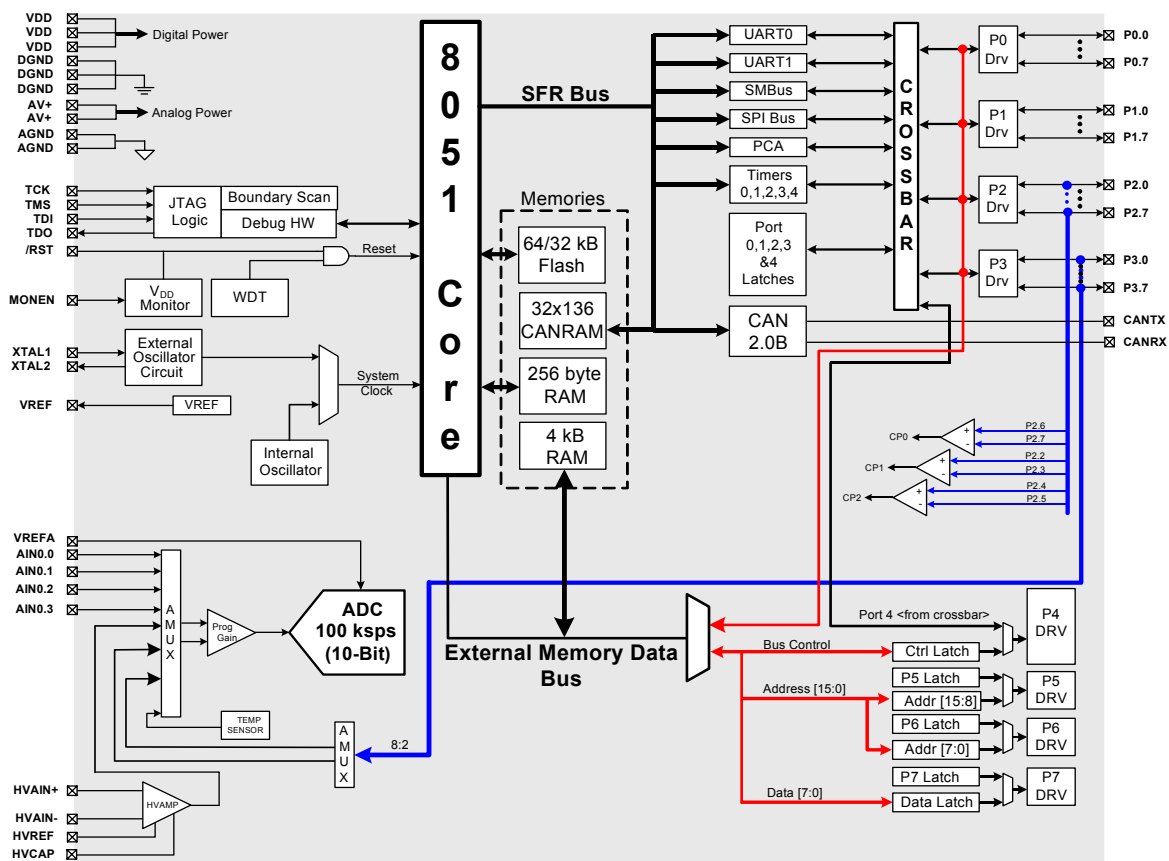 VDD
VDD
VDD
Digital Power
DGND
DGND
DGND
AV+
AV+
Analog Power
AGND
AGND
TCK
TMS
TDI
TDO
/RST
MONEN
XTAL1
XTAL2
VREF
JTAG
Logic
Boundary Scan
Debug HW
Reset
VDD
Monitor
WDT
External
Oscillator
Circuit
System
Clock
VREF
Internal
Oscillator
8
0
5
1
C
o
r
e
SFR Bus
Memories
64/32 kB
Flash
32x136
CANRAM
256 byte
RAM
4 kB
RAM
UART0
UART1
SMBus
SPI Bus
PCA
Timers
0,1,2,3,4
Port
0,1,2,3
&4
Latches
CAN
2.0B
C
R
O
S
S
B
A
R
P0
Drv
P1
Drv
P2
Drv
P3
Drv
P0.0
P0.7
P1.0
P1.7
P2.0
P2.7
P3.0
P3.7
CANTX
CANRX
CP0
+
-
P2.6
P2.7
CP1
+
-
P2.2
P2.3
CP2
+
-
P2.4
P2.5
VREFA
AIN0.0
AIN0.1
AIN0.2
AIN0.3
A
M
U
X
Prog
Gain
ADC
100 ksps
(10-Bit)
TEMP
SENSOR
A
M
U
X
8:2
HVAIN+
HVAIN-
HVREF
HVCAP
HVAMP
External Memory Data
Bus
Port 4 <from crossbar>
Bus Control
Ctrl Latch
P4
DRV
Address [15:0]
P5 Latch
Addr [15:8]
P5
DRV
P6 Latch
Addr [7:0]
P6
DRV
Data [7:0]
P7 Latch
Data Latch
P7
DRV